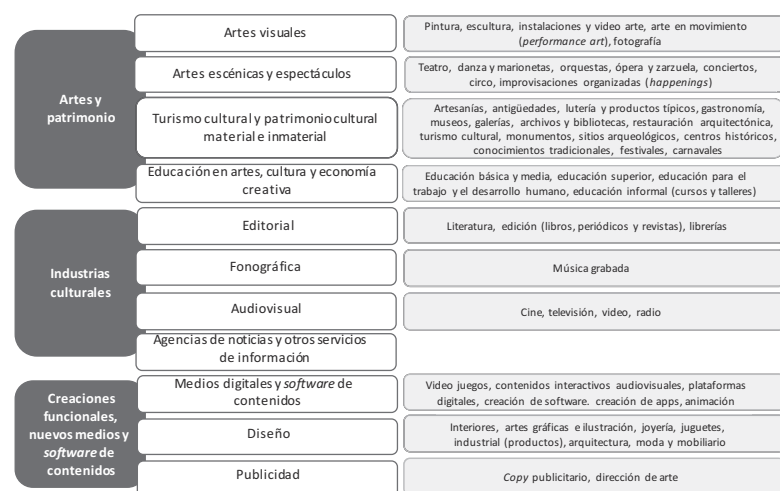 Artes y
patrimonio
Artes visuales
Pintura, escultura, instalaciones y video arte, arte en movimiento
(performance art), fotografía
Artes escénicas y espectáculos
Teatro, danza y marionetas, orquestas, ópera y zarzuela, conciertos,
circo, improvisaciones organizadas (happenings)
Turismo cultural y patrimonio cultural
material e inmaterial
Artesanías, antigüedades, lutería y productos típicos, gastronomía,
museos, galerías, archivos y bibliotecas, restauración arquitectónica,
turismo cultural, monumentos, sitios arqueológicos, centros históricos,
conocimientos tradicionales, festivales, carnavales
Educación en artes, cultura y economía
creativa
Educación básica y media, educación superior, educación para el
trabajo y el desarrollo humano, educación informal (cursos y talleres)
Industrias
culturales
Editorial
Literatura, edición (libros, periódicos y revistas), librerías
Fonográfica
Música grabada
Audiovisual
Cine, televisión, video, radio
Agencias de noticias y otros servicios
de información
Creaciones
funcionales,
nuevos medios y
software de
contenidos
Medios digitales y software de
contenidos
Video juegos, contenidos interactivos audiovisuales, plataformas
digitales, creación de software. creación de apps, animación
Diseño
Interiores, artes gráficas e ilustración, joyería, juguetes,
industrial (productos), arquitectura, moda y mobiliario
Publicidad
Copy publicitario, dirección de arte